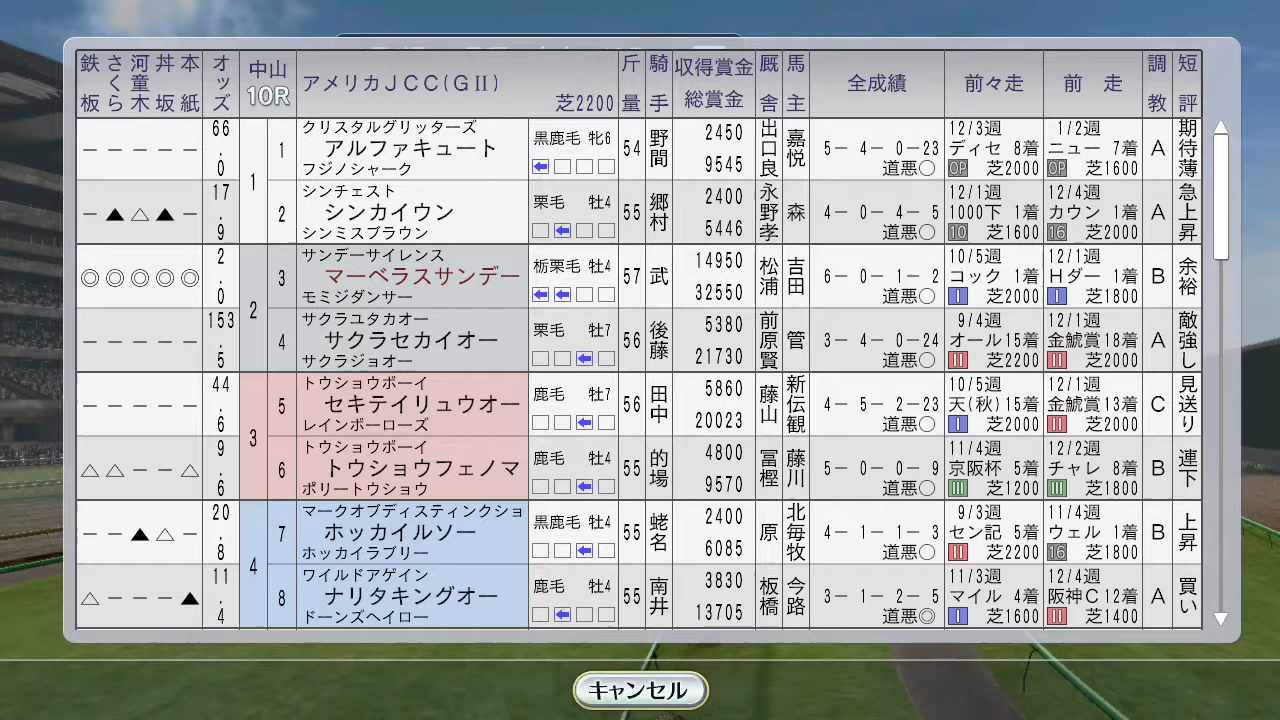 鉄板 さくら 河童木 丼坂 本紙 オッズ 中山10R アメリカJCC(GⅡ) 芝2200 斤量 騎手 収得賞金 総賞金 厩舎 馬主 全成績 前々走 前 走 調教 短評
－ － － － － 66.0 1 1 クリスタルグリッターズ
アルファキュート
フジノシャーク
黒鹿毛 牝6 54 野間 2450 9545 出口良 嘉悦 5－ 4－ 0－23 道悪○
12/3週 ディセ 8着 OP 芝2000
1/2週 ニュー 7着 OP 芝1600
A 期待薄
－ ▲ △ ▲ － 17.9 2 シンチェスト
シンカイウン
シンミスブラウン
栗毛 牡4 55 郷村 2400 5446 永野孝 森 4－ 0－ 4－ 5 道悪○
12/1週 1000下 1着 10 芝1600
12/4週 カウン 1着 16 芝2000
A 急上昇
◎ ◎ ◎ ◎ ◎ 2.0 2 3 サンデーサイレンス
マーベラスサンデー
モミジダンサー
栃栗毛 牡4 57 武 14950 32550 松浦 吉田 6－ 0－ 1－ 2 道悪○
10/5週 コック 1着 Ⅰ 芝2000
12/1週 Hダー 1着 Ⅰ 芝1800
B 余裕
－ － － － － 153.5 4 サクラユタカオー
サクラセカイオー
サクラジョオー
栗毛 牡7 56 後藤 5380 21730 前原賢 管 3－ 4－ 0－24 道悪○
9/4週 オール 15着 Ⅱ 芝2200
12/1週 金鯱賞 18着 Ⅱ 芝2000
A 敵強し
－ － － － － 44.6 3 5 トウショウボーイ
セキテイリュウオー
レインボーローズ
鹿毛 牡7 56 田中 5860 20023 藤山 新伝観 4－ 5－ 2－23 道悪○
10/5週 天(秋) 15着 Ⅰ 芝2000
12/1週 金鯱賞 13着 Ⅱ 芝2000
C 見送り
△ △ － － △ 9.6 6 トウショウボーイ
トウショウフェノマ
ポリートウショウ
鹿毛 牡4 55 的場 4800 9570 冨樫 藤川 5－ 0－ 0－ 9 道悪○
11/4週 京阪杯 5着 Ⅲ 芝1200
12/2週 チャレ 8着 Ⅲ 芝1800
B 連下
－ － ▲ △ － 20.8 4 7 マークオブディスティンクショ
ホッカイルソー
ホッカイラブリー
黒鹿毛 牡4 55 蛯名 2400 6085 原 北毎牧 4－ 1－ 1－ 3 道悪○
9/3週 セン記 5着 Ⅱ 芝2200
11/4週 ウェル 1着 16 芝1800
B 上昇
△ － － － ▲ 11.4 8 ワイルドアゲイン
ナリタキングオー
ドーンズヘイロー
鹿毛 牡4 55 南井 3830 13705 板橋 今路 3－ 1－ 2－ 5 道悪◎
11/3週 マイル 4着 Ⅰ 芝1600
12/4週 阪神C 12着 Ⅱ 芝1400
A 買い
キャンセル